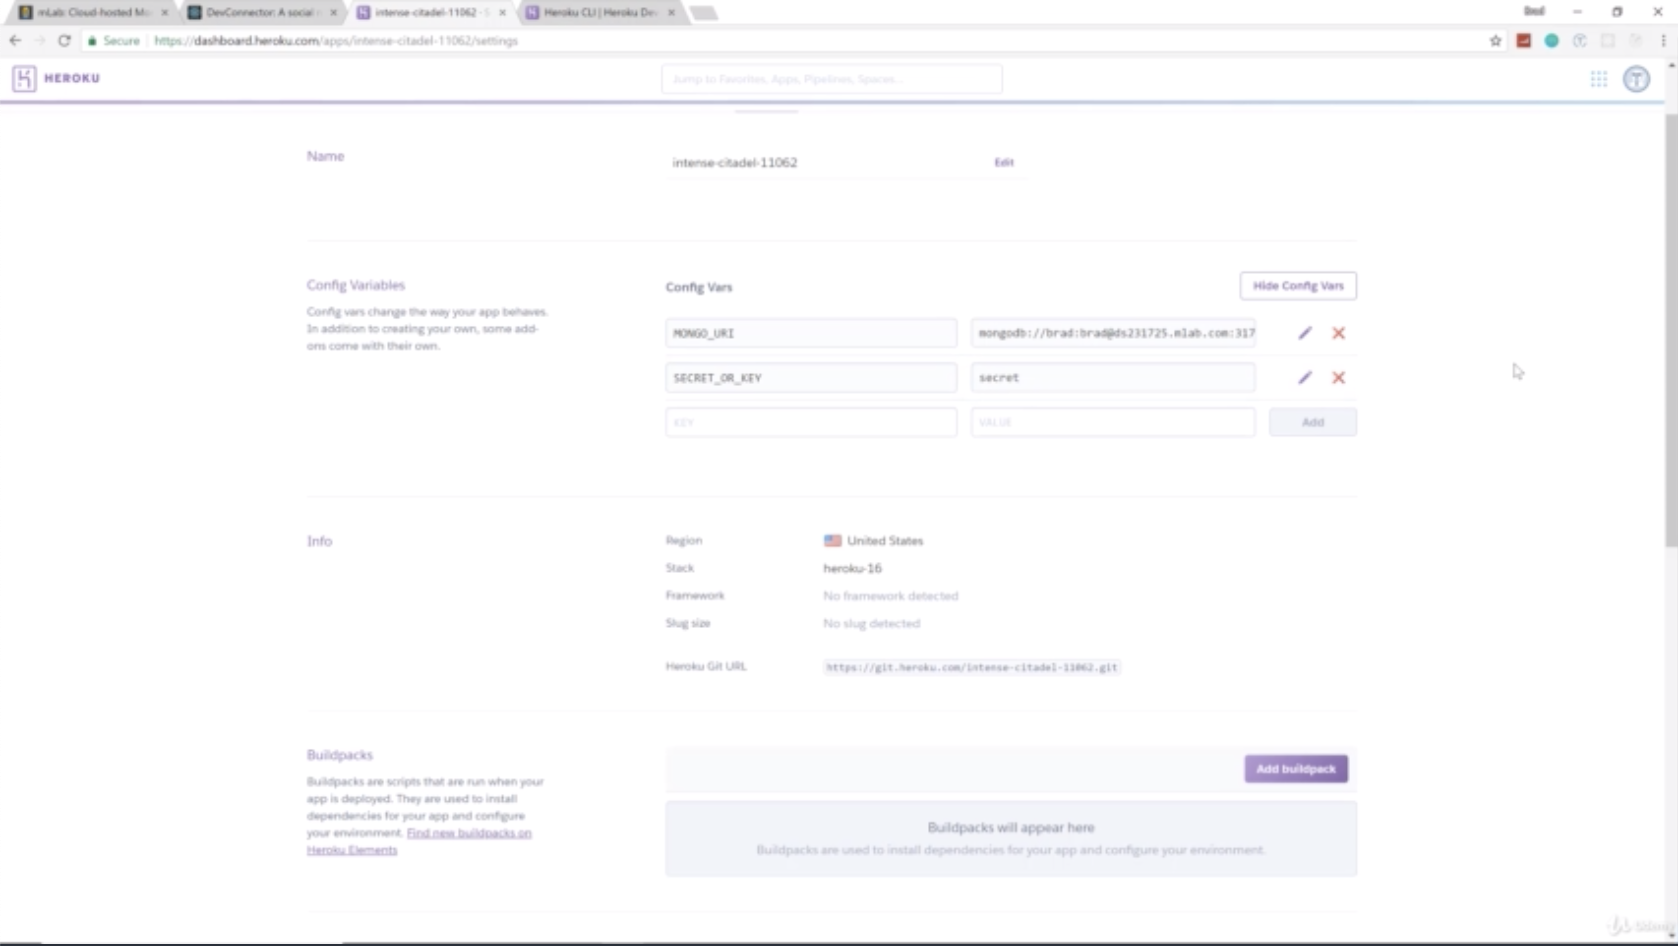 mLab: Cloud-hosted Mo
DevConnector: A social n
intense-citadel-11062 · S
Heroku CLI | Heroku Dev
Brad
Secure
https://dashboard.heroku.com/apps/intense-citadel-11062/settings
HEROKU
Jump to Favorites, Apps, Pipelines, Spaces...
Name
intense-citadel-11062
Edit
Config Variables
Config vars change the way your app behaves.
In addition to creating your own, some add-
ons come with their own.
Config Vars
Hide Config Vars
MONGO_URI
mongodb://brad:brad@ds231725.mlab.com:317
SECRET_OR_KEY
secret
KEY
VALUE
Add
Info
Region
United States
Stack
heroku-16
Framework
No framework detected
Slug size
No slug detected
Heroku Git URL
https://git.heroku.com/intense-citadel-11062.git
Buildpacks
Buildpacks are scripts that are run when your
app is deployed. They are used to install
dependencies for your app and configure
your environment. Find new buildpacks on
Heroku Elements
Add buildpack
Buildpacks will appear here
Buildpacks are used to install dependencies for your app and configure your environment.
Udemy